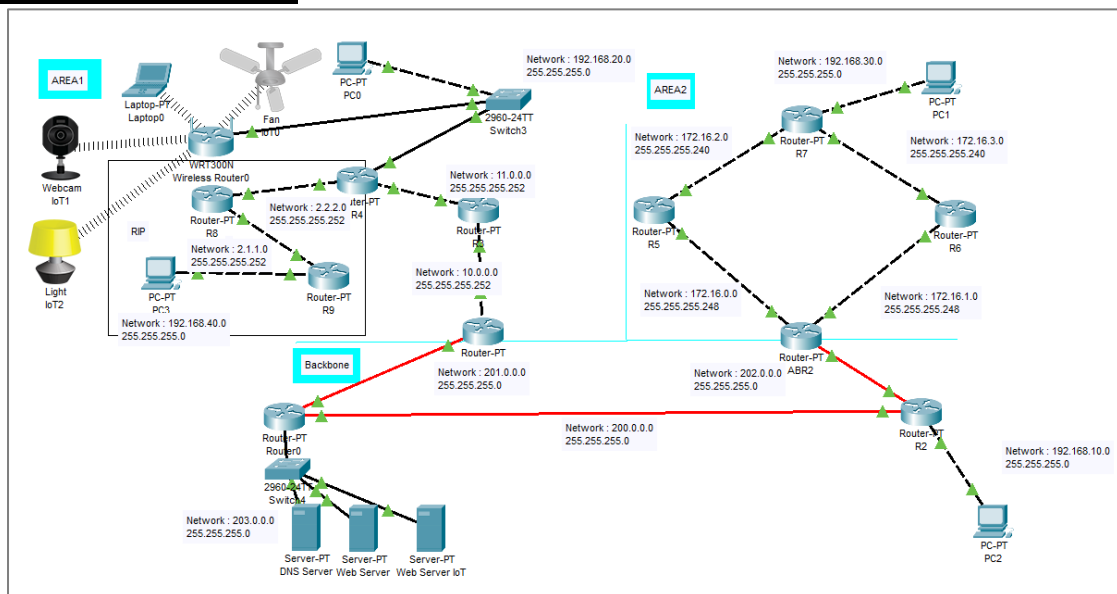 AREA1
Laptop-PT
Laptop0
Fan
IoT0
PC-PT
PC0
Network : 192.168.20.0
255.255.255.0
2960-24TT
Switch3
Webcam
IoT1
WRT300N
Wireless Router0
Light
IoT2
RIP
Router-PT
R8
Router-PT
R4
Network : 11.0.0.0
255.255.255.252
Network : 2.2.2.0
255.255.255.252
Router-PT
R3
Network : 2.1.1.0
255.255.255.252
PC-PT
PC3
Router-PT
R9
Network : 192.168.40.0
255.255.255.0
Network : 10.0.0.0
255.255.255.252
Router-PT
AREA2
Network : 192.168.30.0
255.255.255.0
PC-PT
PC1
Network : 172.16.2.0
255.255.255.240
Router-PT
R7
Network : 172.16.3.0
255.255.255.240
Router-PT
R5
Router-PT
R6
Network : 172.16.0.0
255.255.255.248
Network : 172.16.1.0
255.255.255.248
Router-PT
ABR2
Backbone
Network : 201.0.0.0
255.255.255.0
Network : 202.0.0.0
255.255.255.0
Router-PT
Router0
Network : 200.0.0.0
255.255.255.0
Router-PT
R2
Network : 192.168.10.0
255.255.255.0
2960-24TT
Switch4
Network : 203.0.0.0
255.255.255.0
Server-PT
DNS Server
Server-PT
Web Server
Server-PT
Web Server IoT
PC-PT
PC2